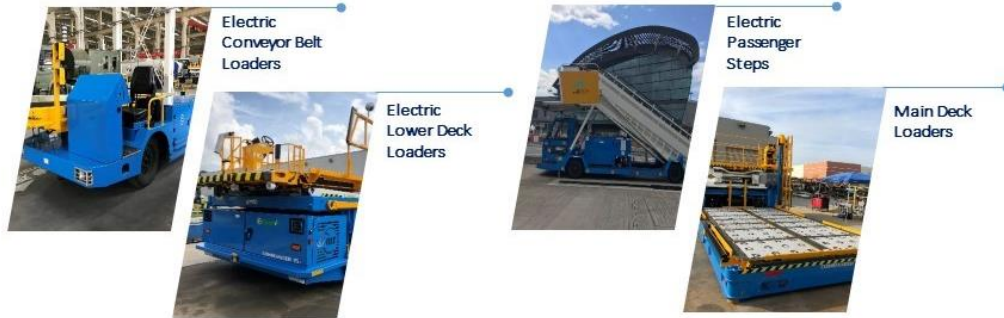 Electric
Conveyor Belt
Loaders
Electric
Lower Deck
Loaders
Electric
Passenger
Steps
Main Deck
Loaders